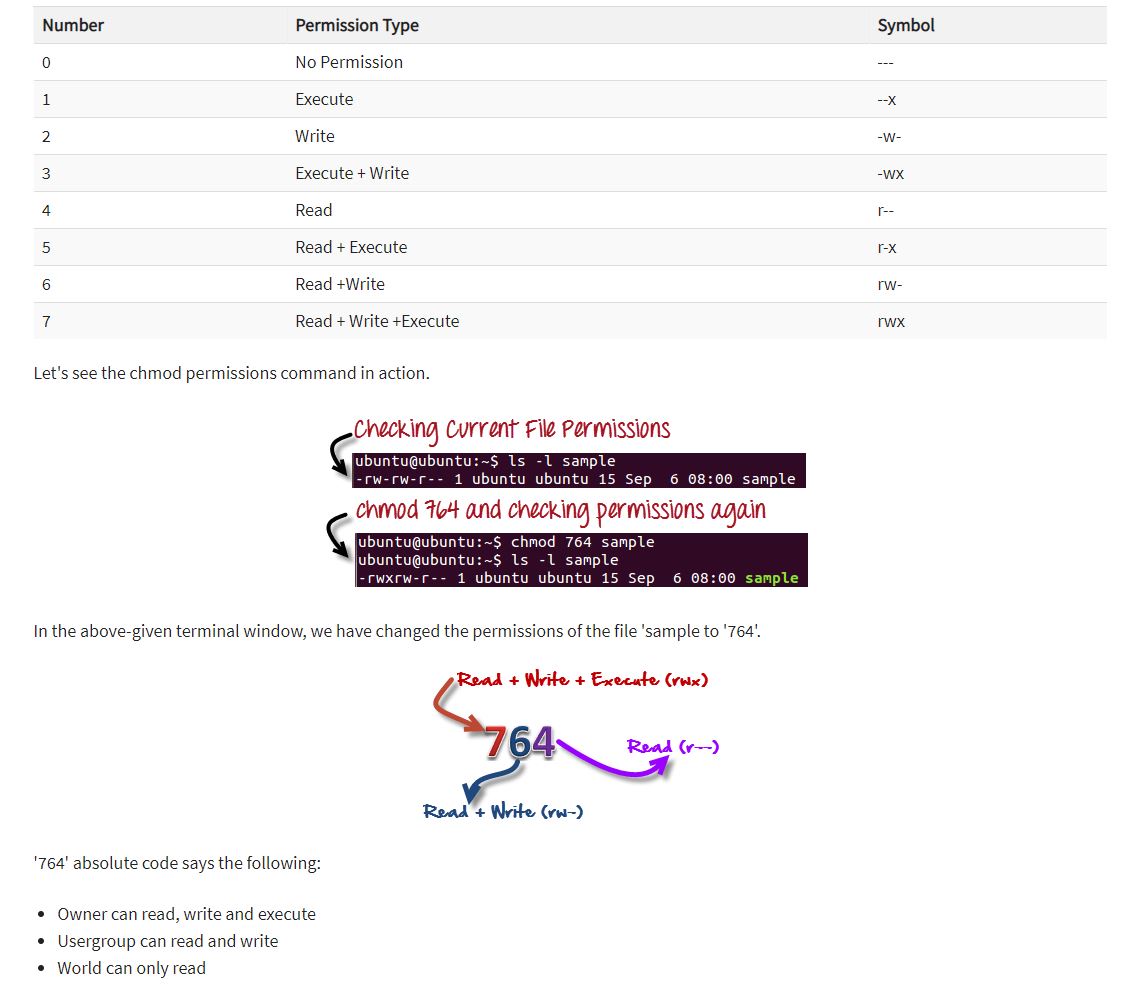 Number Permission Type Symbol
0 No Permission ---
1 Execute --x
2 Write -w-
3 Execute + Write -wx
4 Read r--
5 Read + Execute r-x
6 Read +Write rw-
7 Read + Write +Execute rwx
Let's see the chmod permissions command in action.
Checking Current File Permissions
ubuntu@ubuntu:~$ ls -l sample
-rw-rw-r-- 1 ubuntu ubuntu 15 Sep  6 08:00 sample
chmod 764 and checking permissions again
ubuntu@ubuntu:~$ chmod 764 sample
ubuntu@ubuntu:~$ ls -l sample
-rwxrw-r-- 1 ubuntu ubuntu 15 Sep  6 08:00 sample
In the above-given terminal window, we have changed the permissions of the file 'sample to '764'.
Read + Write + Execute (rwx)
764
Read (r--)
Read + Write (rw-)
'764' absolute code says the following:
• Owner can read, write and execute
• Usergroup can read and write
• World can only read